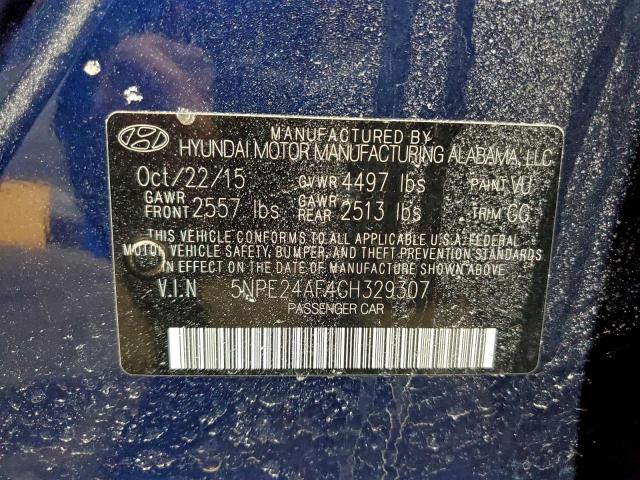 MANUFACTURED BY
HYUNDAI MOTOR MANUFACTURING ALABAMA, LLC
Oct/22/15 GVWR 4497 lbs PAINT VU
GAWR FRONT 2557 lbs GAWR REAR 2513 lbs TRIM CG
THIS VEHICLE CONFORMS TO ALL APPLICABLE U.S.A. FEDERAL
MOTOR VEHICLE SAFETY, BUMPER, AND THEFT PREVENTION STANDARDS
IN EFFECT ON THE DATE OF MANUFACTURE SHOWN ABOVE.
V.I.N 5NPE24AF4GH329307
PASSENGER CAR